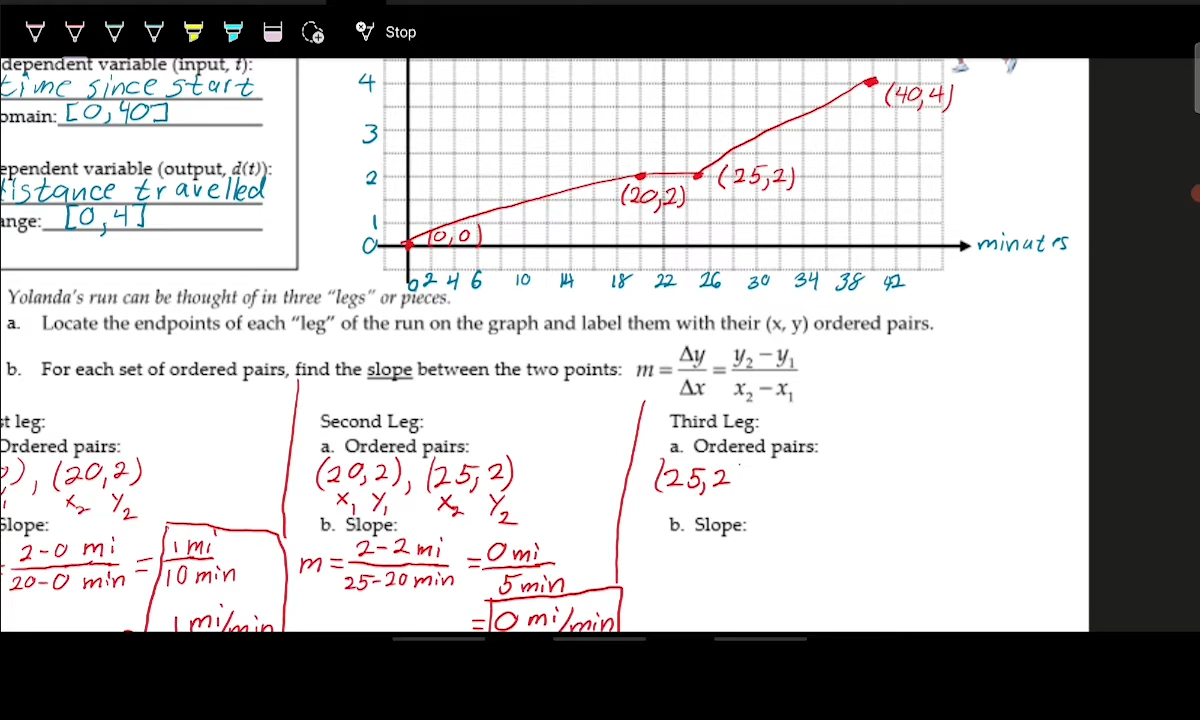 Stop
dependent variable (input, t):
time since start
omain: [0,40]
ependent variable (output, d(t)):
distance travelled
ange: [0,4]
4
3
2
1
0
(40,4)
(25,2)
(20,2)
(0,0)
minutes
0 2 4 6 10 14 18 22 26 30 34 38 42
Yolanda's run can be thought of in three "legs" or pieces.
a. Locate the endpoints of each "leg" of the run on the graph and label them with their (x, y) ordered pairs.
b. For each set of ordered pairs, find the slope between the two points: m = Δy/Δx = y₂ − y₁/x₂ − x₁
st leg:
Ordered pairs:
), (20,2)
x₂ y₂
Slope:
2-0 mi
20-0 min
= 1 mi
10 min
1 mi/min
Second Leg:
a. Ordered pairs:
(20,2), (25,2)
x₁ y₁ x₂ y₂
b. Slope:
m = 2-2 mi
25-20 min
= 0 mi
5 min
= 0 mi/min
Third Leg:
a. Ordered pairs:
(25,2
b. Slope: